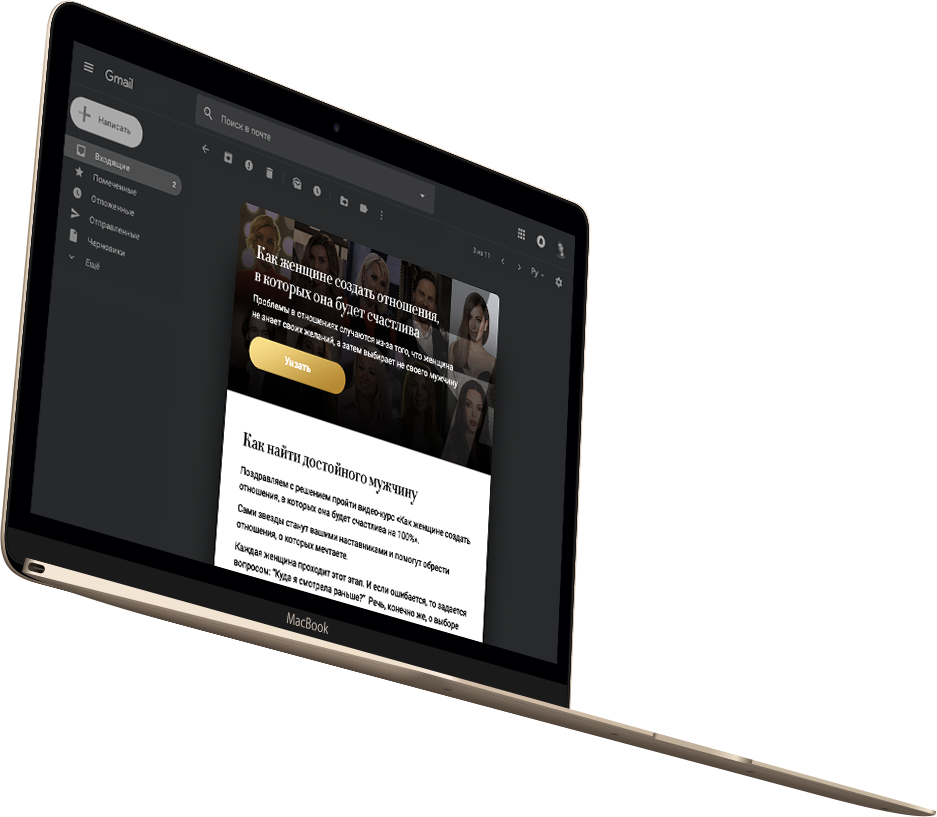 Gmail
Поиск в почте
Написать
Входящие
2
Помеченные
Отложенные
Отправленные
Черновики
Ещё
3 из 11
Ру
Как женщине создать отношения,
в которых она будет счастлива
Проблемы в отношениях случаются из-за того, что женщина
не знает своих желаний, а затем выбирает не своего мужчину
Унзать
Как найти достойного мужчину
Поздравляем с решением пройти видео-курс «Как женщине создать
отношения, в которых она будет счастлива на 100%».
Сами звезды станут вашими наставниками и помогут обрести
отношения, о которых мечтаете.
Каждая женщина проходит этот этап. И если ошибается, то задается
вопросом: “Куда я смотрела раньше?” Речь, конечно же, о выборе
MacBook